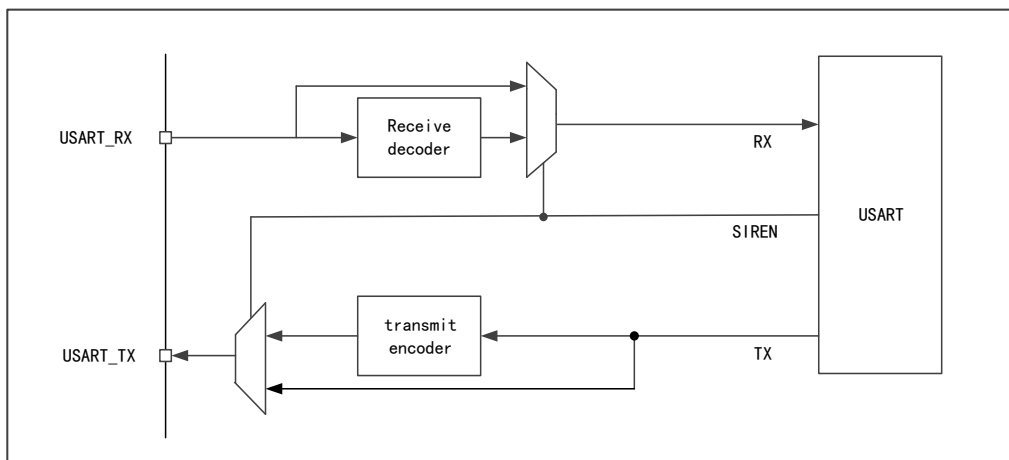 USART_RX
Receive
decoder
RX
USART
SIREN
transmit
encoder
USART_TX
TX